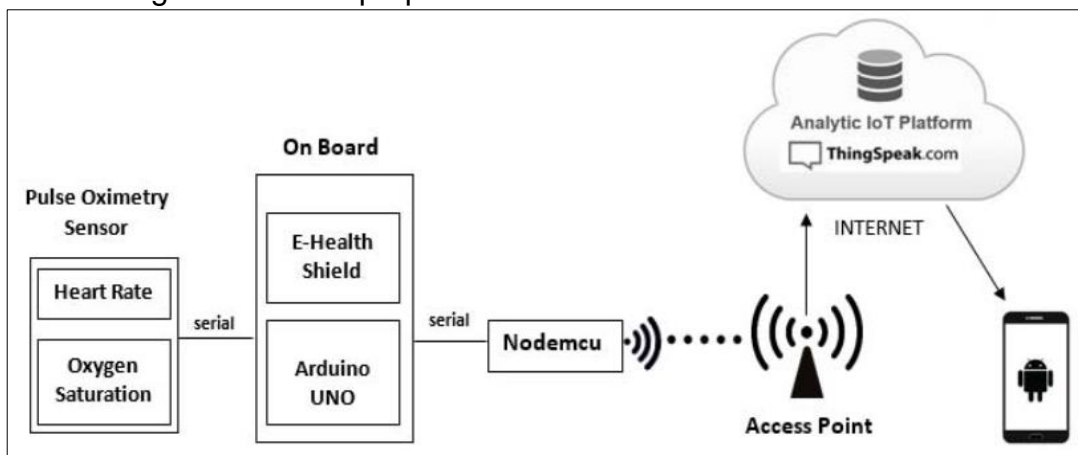 On Board
Pulse Oximetry
Sensor
Heart Rate
Oxygen
Saturation
serial
E-Health
Shield
Arduino
UNO
serial
Nodemcu
Access Point
INTERNET
Analytic IoT Platform
ThingSpeak.com